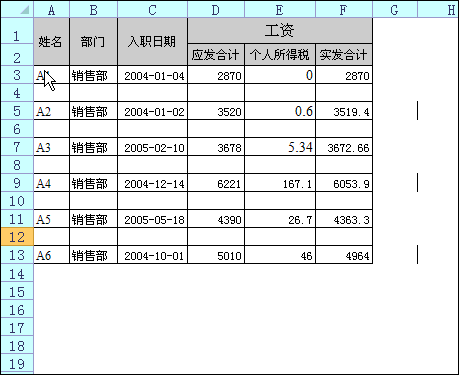 A B C D E F G H
1 姓名 部门 入职日期 工资
2 应发合计 个人所得税 实发合计
3 A 销售部 2004-01-04 2870 0 2870
4
5 A2 销售部 2004-01-02 3520 0.6 3519.4
6
7 A3 销售部 2005-02-10 3678 5.34 3672.66
8
9 A4 销售部 2004-12-14 6221 167.1 6053.9
10
11 A5 销售部 2005-05-18 4390 26.7 4363.3
12
13 A6 销售部 2004-10-01 5010 46 4964
14
15
16
17
18
19